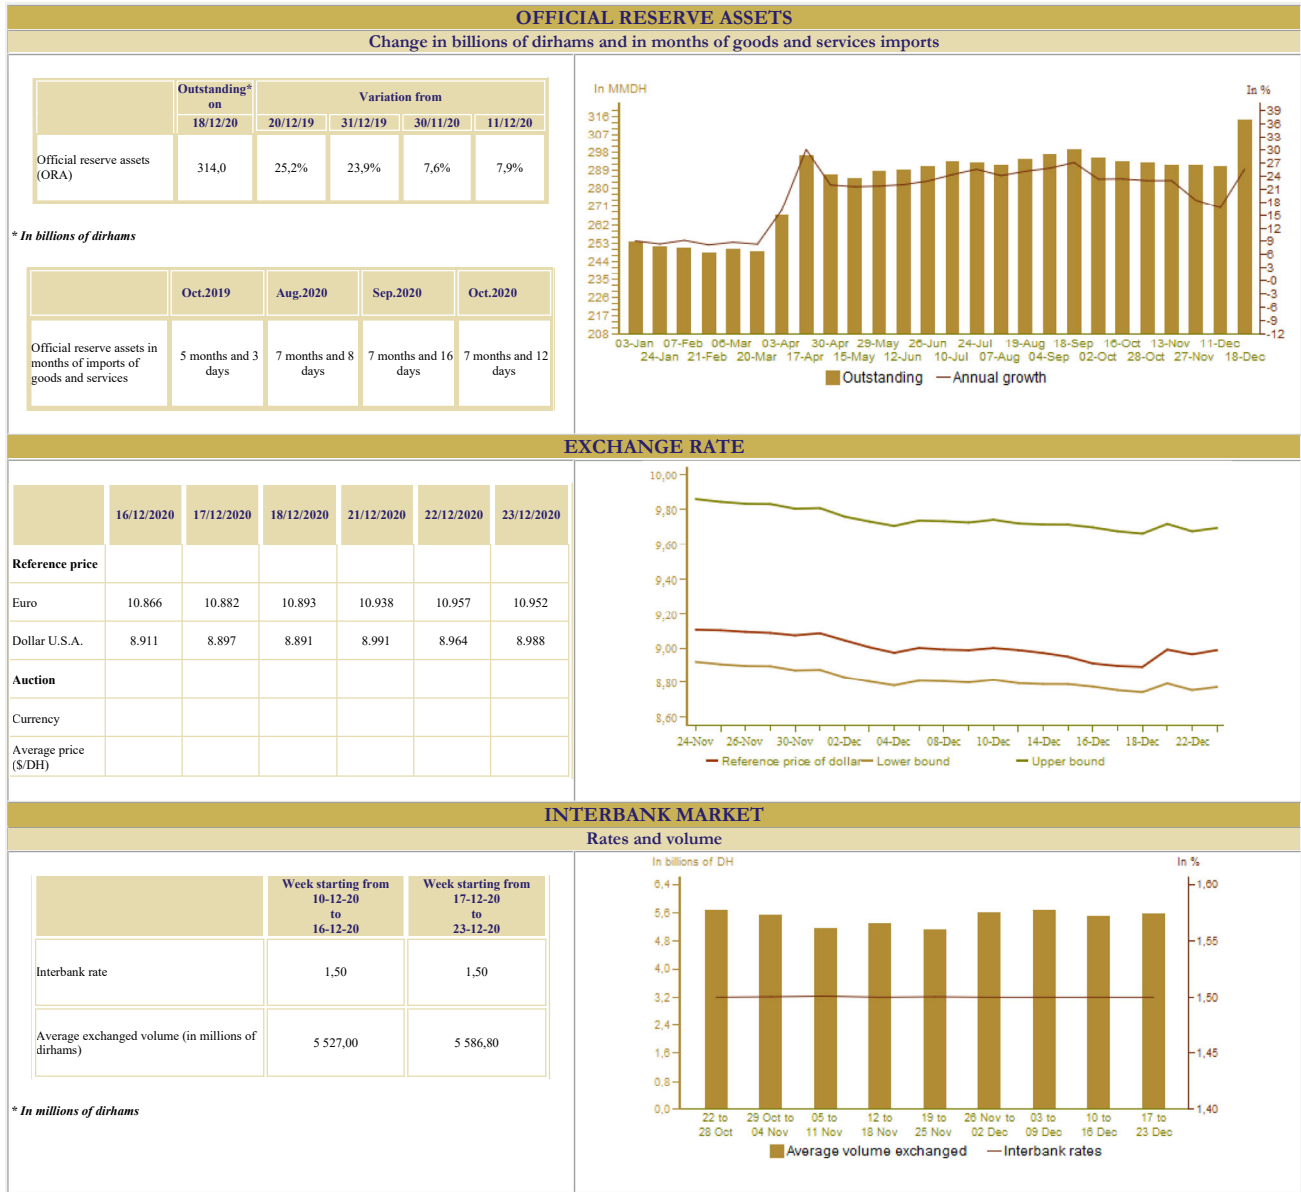 OFFICIAL RESERVE ASSETS
Change in billions of dirhams and in months of goods and services imports
Outstanding*
on
Variation from
18/12/20 20/12/19 31/12/19 30/11/20 11/12/20
Official reserve assets
(ORA)
314,0 25,2% 23,9% 7,6% 7,9%
* In billions of dirhams
Oct.2019 Aug.2020 Sep.2020 Oct.2020
Official reserve assets in
months of imports of
goods and services
5 months and 3
days
7 months and 8
days
7 months and 16
days
7 months and 12
days
In MMDH
In %
316
307
298
289
280
271
262
253
244
235
226
217
208
39
36
33
30
27
24
21
18
15
12
9
6
3
-0
-3
-6
-9
-12
03-Jan 07-Feb 06-Mar 03-Apr 30-Apr 29-May 26-Jun 24-Jul 19-Aug 18-Sep 16-Oct 13-Nov 11-Dec
24-Jan 21-Feb 20-Mar 17-Apr 15-May 12-Jun 10-Jul 07-Aug 04-Sep 02-Oct 28-Oct 27-Nov 18-Dec
Outstanding Annual growth
EXCHANGE RATE
16/12/2020 17/12/2020 18/12/2020 21/12/2020 22/12/2020 23/12/2020
Reference price
Euro 10.866 10.882 10.893 10.938 10.957 10.952
Dollar U.S.A. 8.911 8.897 8.891 8.991 8.964 8.988
Auction
Currency
Average price
($/DH)
10,00
9,80
9,60
9,40
9,20
9,00
8,80
8,60
24-Nov 26-Nov 30-Nov 02-Dec 04-Dec 08-Dec 10-Dec 14-Dec 16-Dec 18-Dec 22-Dec
Reference price of dollar Lower bound Upper bound
INTERBANK MARKET
Rates and volume
Week starting from
10-12-20
to
16-12-20
Week starting from
17-12-20
to
23-12-20
Interbank rate 1,50 1,50
Average exchanged volume (in millions of
dirhams)
5 527,00 5 586,80
* In millions of dirhams
In billions of DH
In %
6,4
5,6
4,8
4,0
3,2
2,4
1,6
0,8
0,0
1,60
1,55
1,50
1,45
1,40
22 to 29 Oct to 05 to 12 to 19 to 26 Nov to 03 to 10 to 17 to
28 Oct 04 Nov 11 Nov 18 Nov 25 Nov 02 Dec 09 Dec 16 Dec 23 Dec
Average volume exchanged Interbank rates